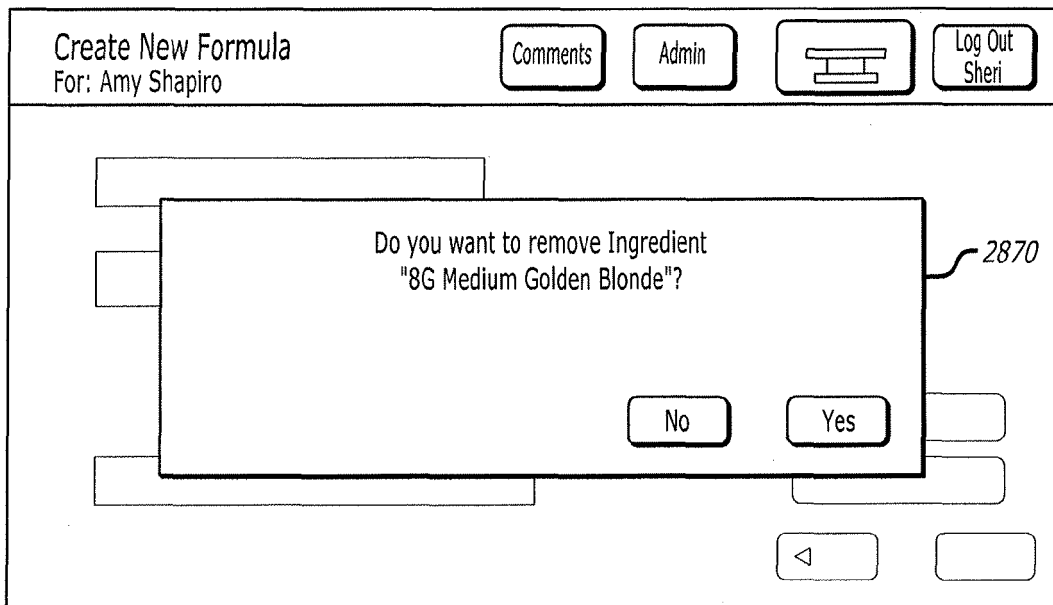 Create New Formula
For: Amy Shapiro
Comments
Admin
Log Out
Sheri
Do you want to remove Ingredient
"8G Medium Golden Blonde"?
2870
No
Yes